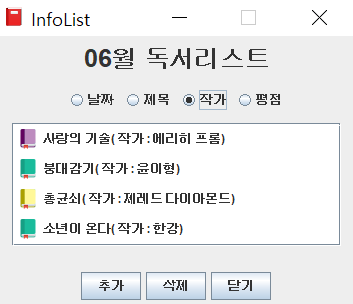 InfoList
06월 독서리스트
날짜 제목 작가 평점
사랑의 기술(작가:에리히 프롬)
붕대감기(작가:윤이형)
총균쇠(작가:제레드 다이아몬드)
소년이 온다(작가:한강)
추가 삭제 닫기